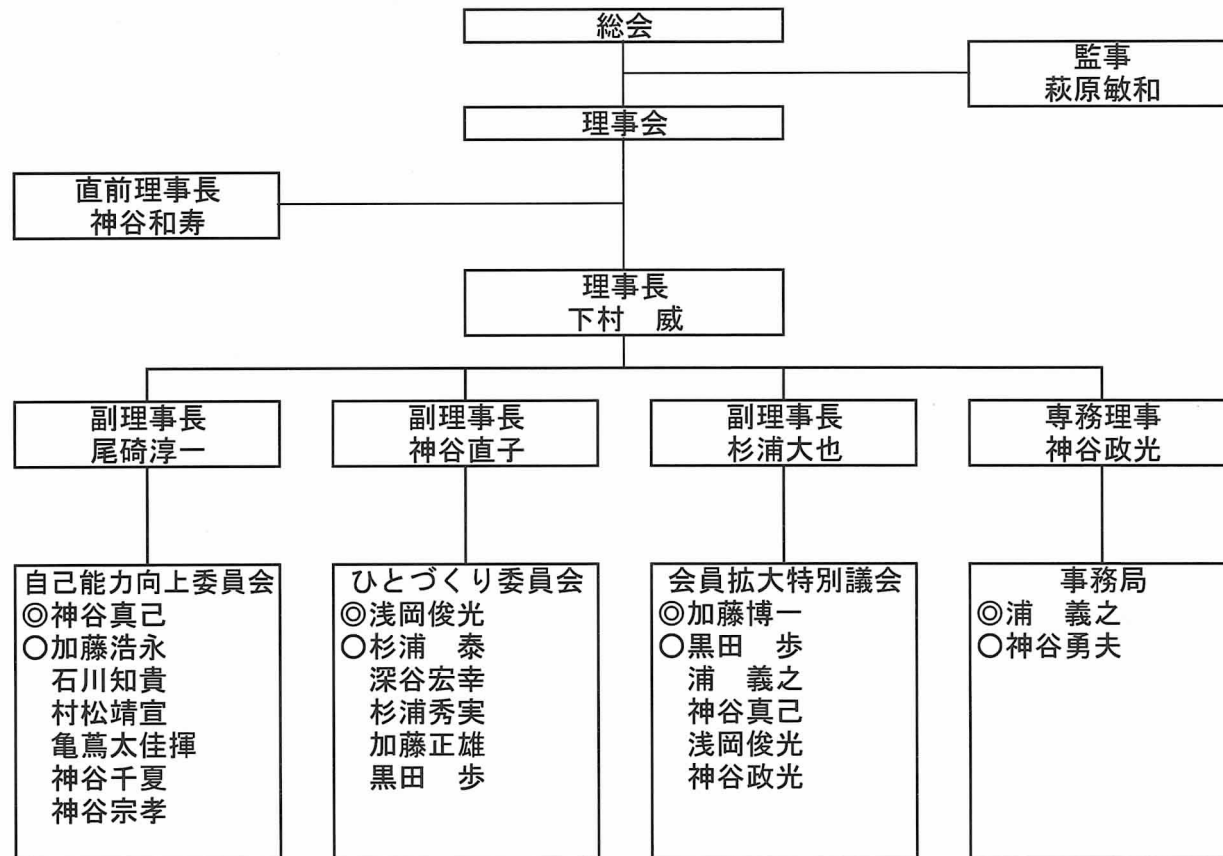 総会
監事
萩原敏和
理事会
直前理事長
神谷和寿
理事長
下村　威
副理事長
尾碕淳一
副理事長
神谷直子
副理事長
杉浦大也
専務理事
神谷政光
自己能力向上委員会
◎神谷真己
○加藤浩永
石川知貴
村松靖宣
亀蔦太佳揮
神谷千夏
神谷宗孝
ひとづくり委員会
◎浅岡俊光
○杉浦　泰
深谷宏幸
杉浦秀実
加藤正雄
黒田　歩
会員拡大特別議会
◎加藤博一
○黒田　歩
浦　義之
神谷真己
浅岡俊光
神谷政光
事務局
◎浦　義之
○神谷勇夫